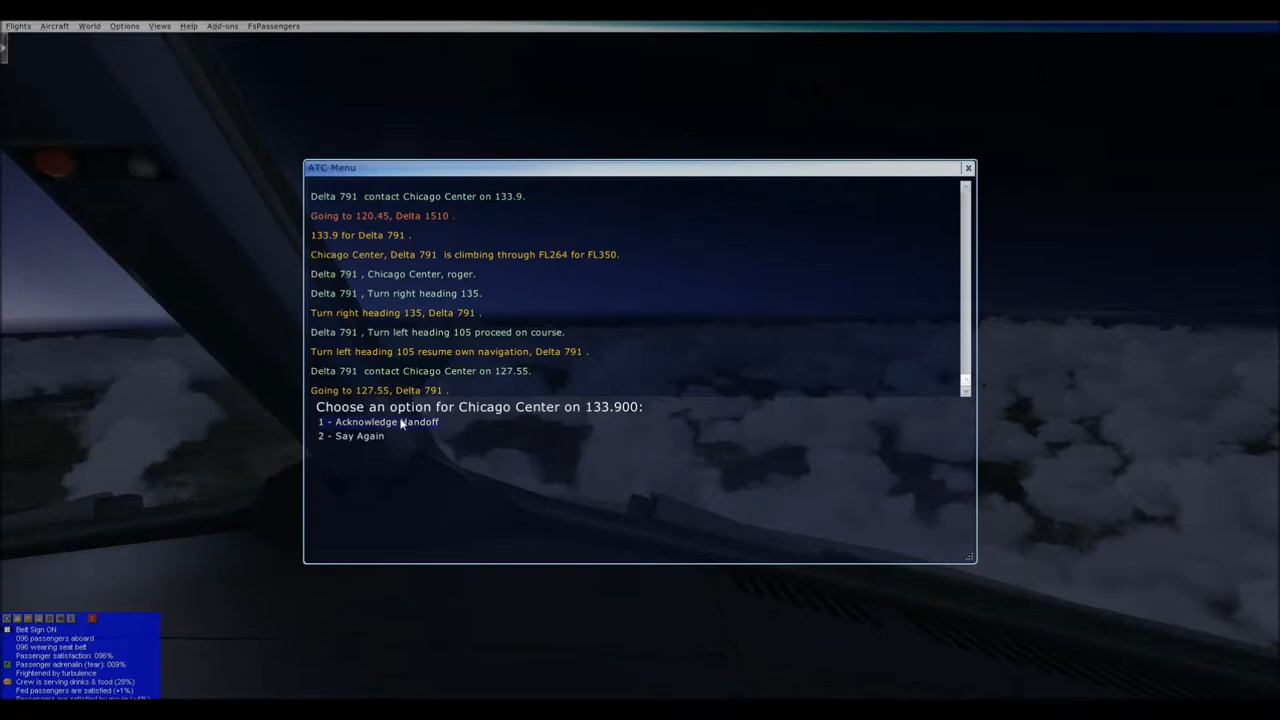 Flights Aircraft World Options Views Help Add-ons FsPassengers
ATC Menu
x
Delta 791  contact Chicago Center on 133.9.
Going to 120.45, Delta 1510 .
133.9 for Delta 791 .
Chicago Center, Delta 791  is climbing through FL264 for FL350.
Delta 791 , Chicago Center, roger.
Delta 791 , Turn right heading 135.
Turn right heading 135, Delta 791 .
Delta 791 , Turn left heading 105 proceed on course.
Turn left heading 105 resume own navigation, Delta 791 .
Delta 791  contact Chicago Center on 127.55.
Going to 127.55, Delta 791 .
Choose an option for Chicago Center on 133.900:
1 - Acknowledge Handoff
2 - Say Again
Belt Sign ON
096 passengers aboard
096 wearing seat belt
Passenger satisfaction: 096%
Passenger adrenalin (fear): 009%
Frightened by turbulence
Crew is serving drinks & food (28%)
Fed passengers are satisfied (+1%)